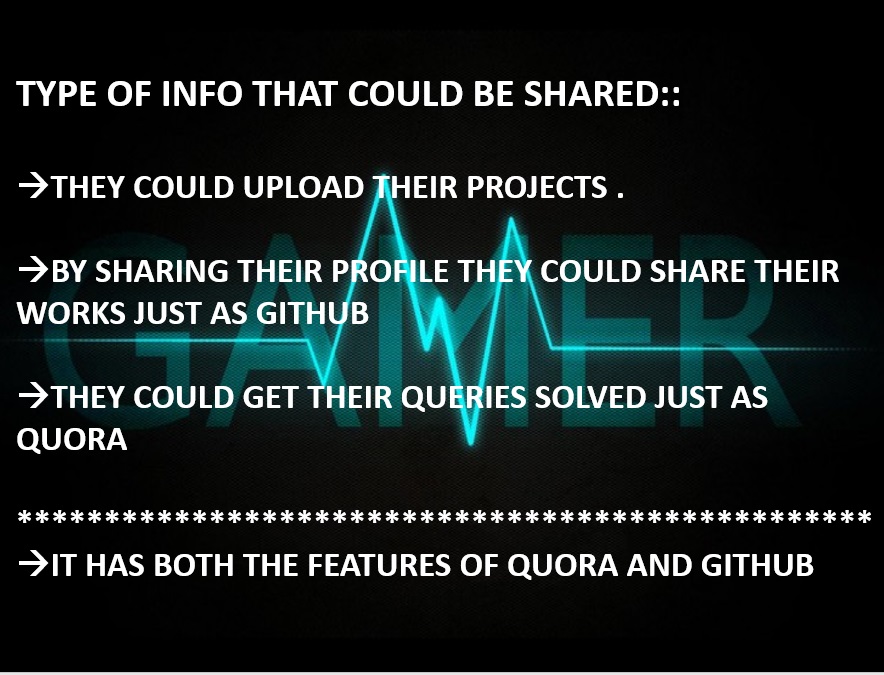 TYPE OF INFO THAT COULD BE SHARED::
→THEY COULD UPLOAD THEIR PROJECTS .
→BY SHARING THEIR PROFILE THEY COULD SHARE THEIR
WORKS JUST AS GITHUB
GAMER
→THEY COULD GET THEIR QUERIES SOLVED JUST AS
QUORA
*************************************************
→IT HAS BOTH THE FEATURES OF QUORA AND GITHUB